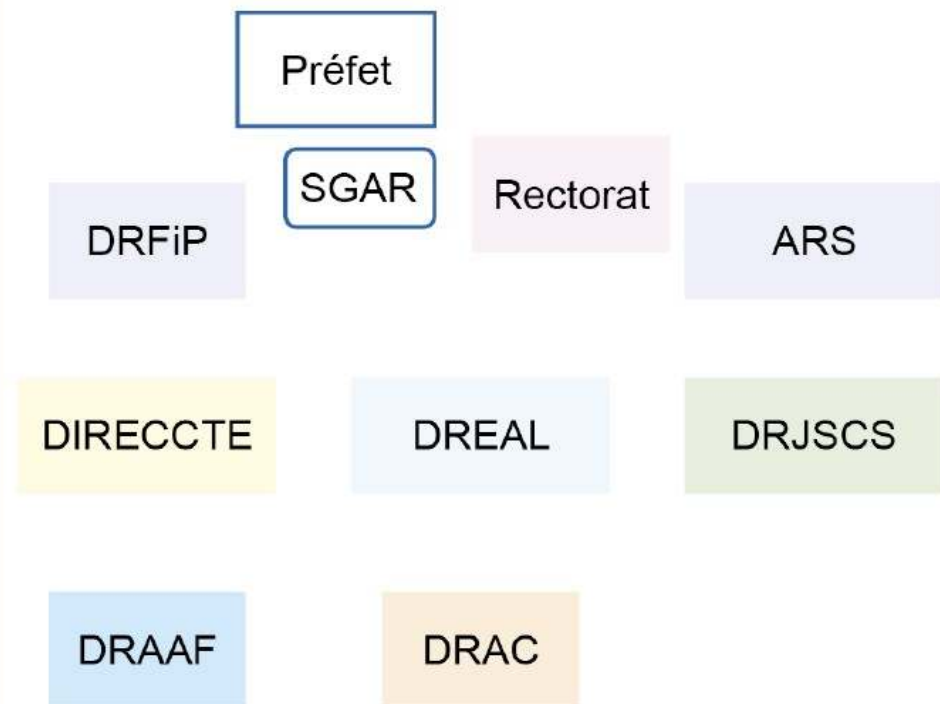 Préfet
SGAR
Rectorat
DRFiP
ARS
DIRECCTE
DREAL
DRJSCS
DRAAF
DRAC